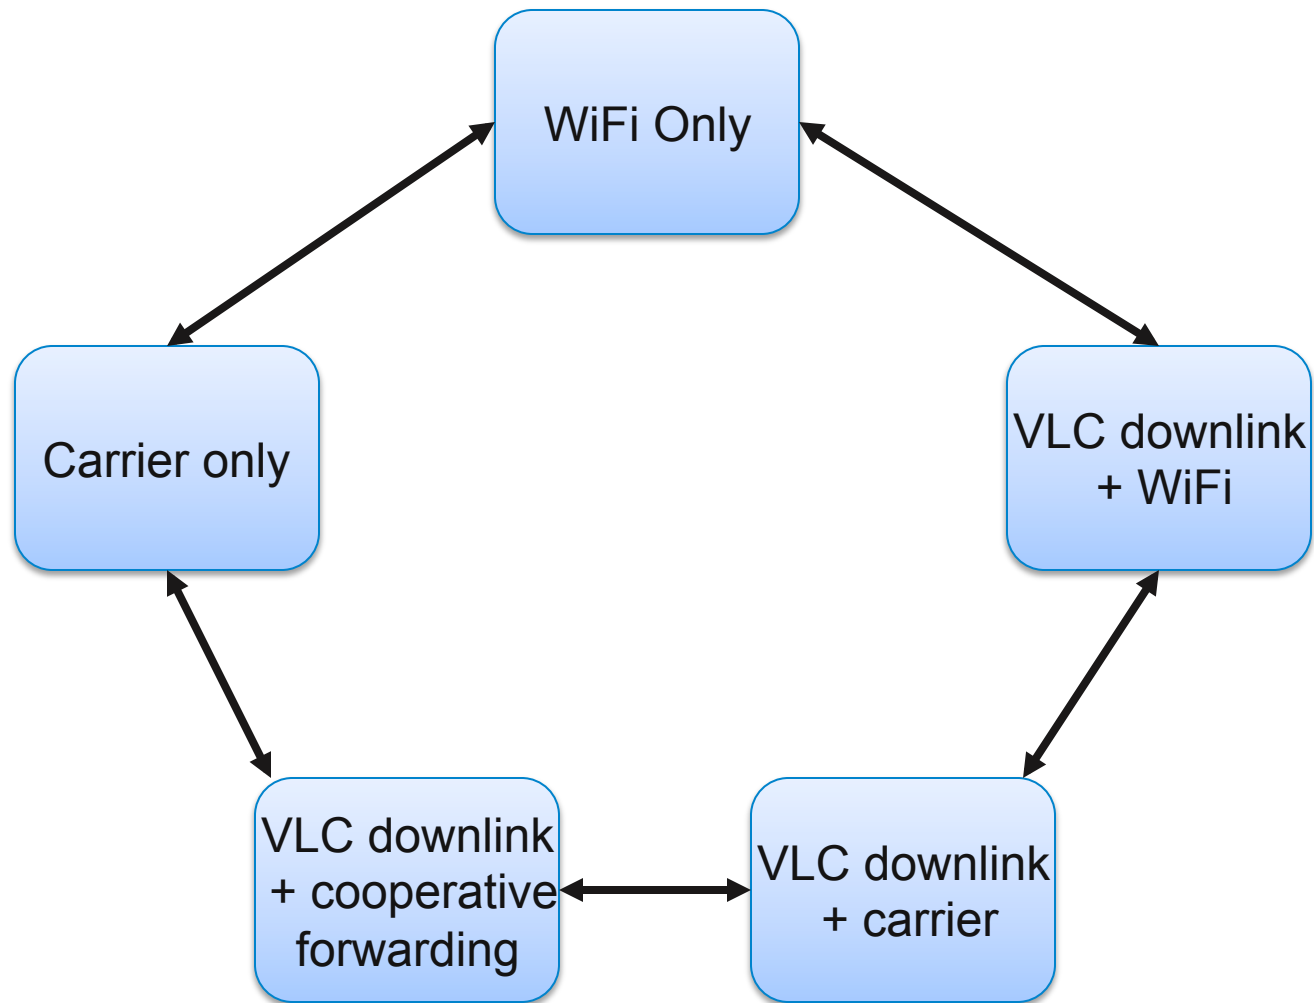 WiFi Only
Carrier only
VLC downlink
+ WiFi
VLC downlink
+ cooperative
forwarding
VLC downlink
+ carrier